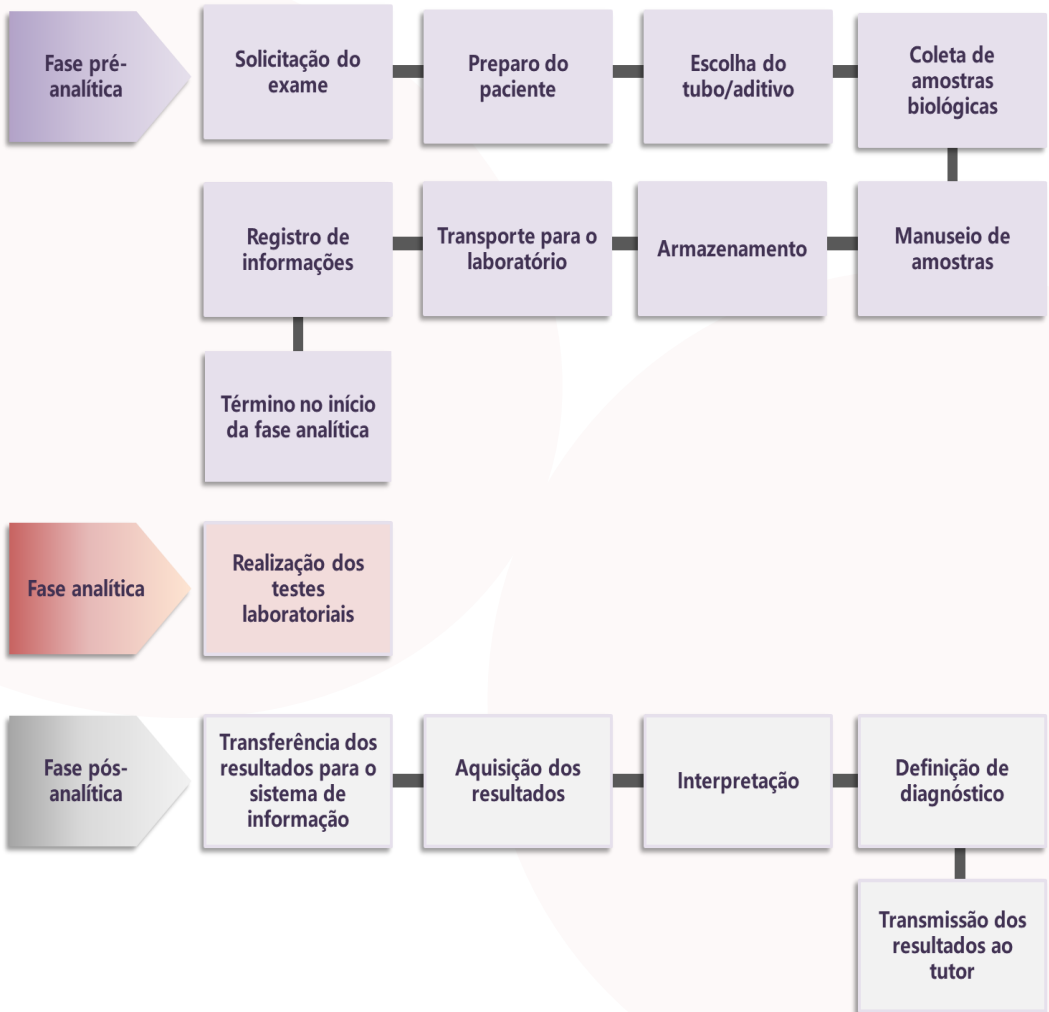 Fase pré-
analítica
Solicitação do
exame
Preparo do
paciente
Escolha do
tubo/aditivo
Coleta de
amostras
biológicas
Manuseio de
amostras
Armazenamento
Transporte para o
laboratório
Registro de
informações
Término no início
da fase analítica
Fase analítica
Realização dos
testes
laboratoriais
Fase pós-
analítica
Transferência dos
resultados para o
sistema de
informação
Aquisição dos
resultados
Interpretação
Definição de
diagnóstico
Transmissão dos
resultados ao
tutor